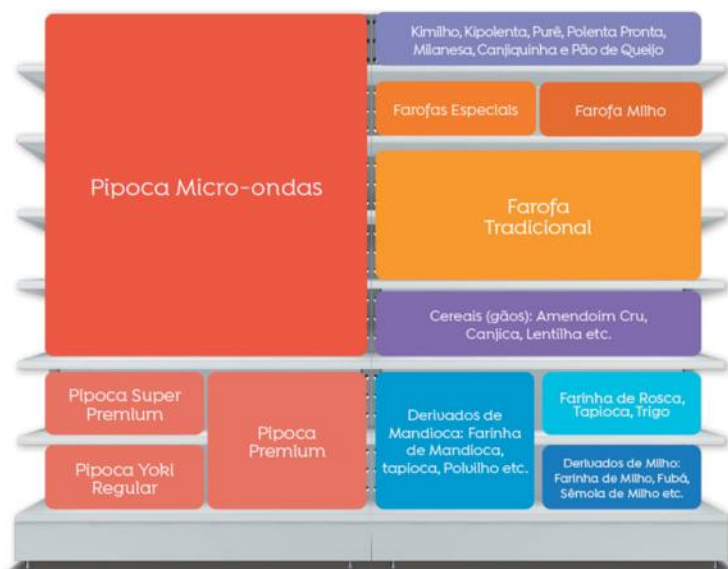 Kimilho, Kipolenta, Purê, Polenta Pronta,
Milanesa, Canjiquinha e Pão de Queijo
Farofas Especiais
Farofa Milho
Pipoca Micro-ondas
Farofa
Tradicional
Cereais (gãos): Amendoim Cru,
Canjica, Lentilha etc.
Pipoca Super
Premium
Pipoca
Premium
Pipoca Yoki
Regular
Derivados de
Mandioca: Farinha
de Mandioca,
tapioca, Polvilho etc.
Farinha de Rosca,
Tapioca, Trigo
Derivados de Milho:
Farinha de Milho, Fubá,
Sêmola de Milho etc.